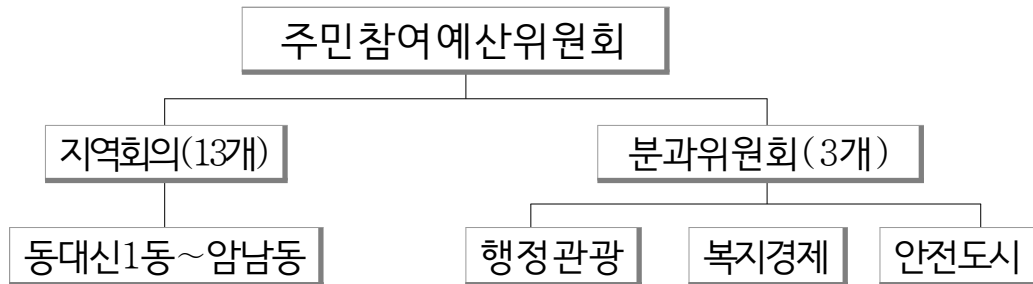 주민참여예산위원회
지역회의(13개)
분과위원회(3개)
동대신1동~암남동
행정관광
복지경제
안전도시